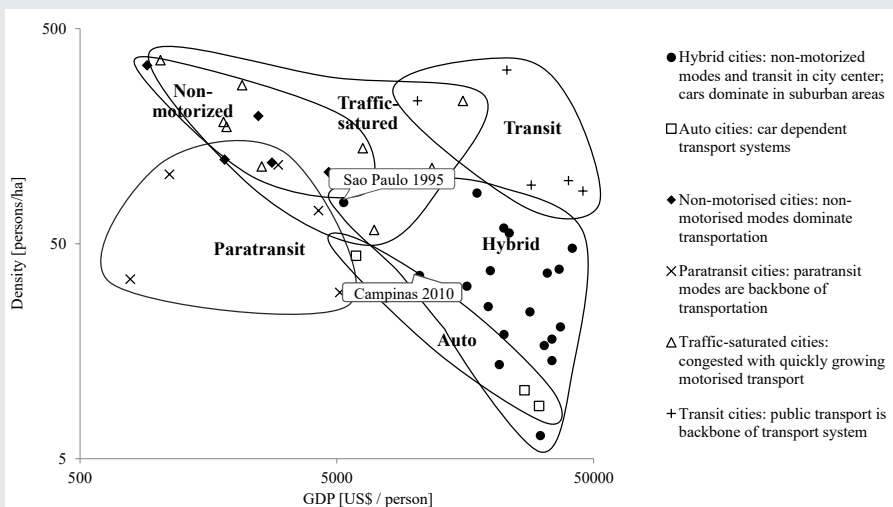 500
50
5
500
5000
50000
Density [persons/ha]
GDP [US$ / person]
Non-
motorized
Traffic-
satured
Transit
Sao Paulo 1995
Paratransit
Hybrid
Campinas 2010
Auto
Hybrid cities: non-motorized
modes and transit in city center;
cars dominate in suburban areas
Auto cities: car dependent
transport systems
Non-motorised cities: non-
motorised modes dominate
transportation
Paratransit cities: paratransit
modes are backbone of
transportation
Traffic-saturated cities:
congested with quickly growing
motorised transport
Transit cities: public transport is
backbone of transport system